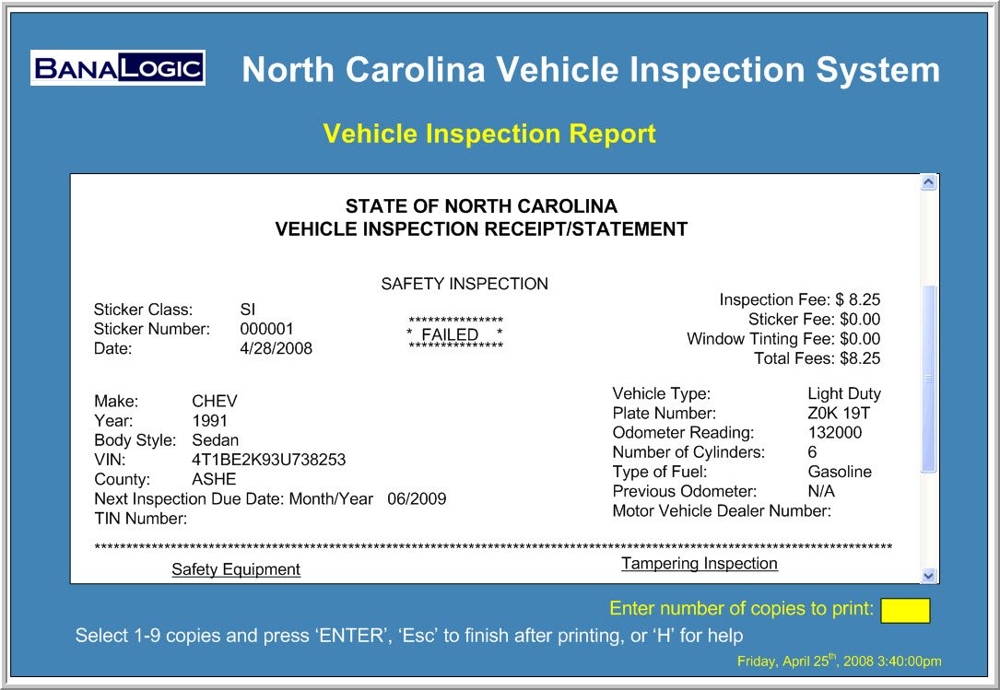 BANALOGIC
North Carolina Vehicle Inspection System
Vehicle Inspection Report
STATE OF NORTH CAROLINA
VEHICLE INSPECTION RECEIPT/STATEMENT
SAFETY INSPECTION
Sticker Class: SI
Sticker Number: 000001
Date: 4/28/2008
***************
* FAILED *
***************
Inspection Fee: $ 8.25
Sticker Fee: $0.00
Window Tinting Fee: $0.00
Total Fees: $8.25
Make: CHEV
Year: 1991
Body Style: Sedan
VIN: 4T1BE2K93U738253
County: ASHE
Next Inspection Due Date: Month/Year 06/2009
TIN Number:
Vehicle Type: Light Duty
Plate Number: Z0K 19T
Odometer Reading: 132000
Number of Cylinders: 6
Type of Fuel: Gasoline
Previous Odometer: N/A
Motor Vehicle Dealer Number:
******************************************************************************************************************************
Safety Equipment
Tampering Inspection
Enter number of copies to print:
Select 1-9 copies and press ‘ENTER’, ‘Esc’ to finish after printing, or ‘H’ for help
Friday, April 25th, 2008 3:40:00pm